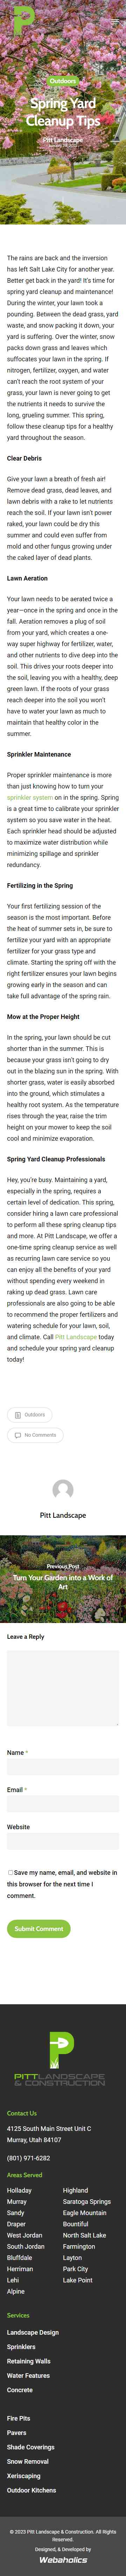 Outdoors
Spring Yard
Cleanup Tips
Pitt Landscape
The rains are back and the inversion
has left Salt Lake City for another year.
Better get back in the yard! It's time for
spring yard cleanup and maintenance.
During the winter, your lawn took a
pounding. Between the dead grass, yard
waste, and snow packing it down, your
yard is suffering. Over the winter, snow
packs down grass and leaves which
suffocates your lawn in the spring. If
nitrogen, fertilizer, oxygen, and water
can't reach the root system of your
grass, your lawn is never going to get
the nutrients it needs to survive the
long, grueling summer. This spring,
follow these cleanup tips for a healthy
yard throughout the season.
Clear Debris
Give your lawn a breath of fresh air!
Remove dead grass, dead leaves, and
lawn debris with a rake to let nutrients
reach the soil. If your lawn isn't power
raked, your lawn could be dry this
summer and could even suffer from
mold and other fungus growing under
the caked layer of dead plants.
Lawn Aeration
Your lawn needs to be aerated twice a
year—once in the spring and once in the
fall. Aeration removes a plug of soil
from your yard, which creates a one-
way super highway for fertilizer, water,
and other nutrients to dive deep into the
soil. This drives your roots deeper into
the soil, leaving you with a healthy, deep
green lawn. If the roots of your grass
reach deep into the soil you won't
have to water your lawn as much to
maintain that healthy color in the
summer.
Sprinkler Maintenance
Proper sprinkler maintenance is more
than just knowing how to turn your
sprinkler system on in the spring. Spring
is a great time to calibrate your sprinkler
system so you have an even watering.
Each sprinkler head should be adjusted
to maximize water distribution while
minimizing spillage and sprinkler
redundancy.
Fertilizing in the Spring
Your first fertilizing session of the
season is the most important. Before
the heat of summer sets in, be sure to
fertilize your yard with an appropriate
fertilizer for your grass type and
climate. Starting the spring off with the
right fertilizer ensures your lawn begins
growing early in the season and can
take full advantage of the spring rain.
Mow at the Proper Height
In the spring, your lawn should be cut
shorter than in the summer. This is
because your grass isn't going to dry
out in the blazing sun in the spring. With
shorter grass, water is easily absorbed
into the ground, which stimulates a
healthy root system. As the temperature
rises through the year, raise the trim
height on your mower to keep the soil
cool and minimize evaporation.
Spring Yard Cleanup Professionals
Hey, you're busy. Maintaining a yard,
especially in the spring, requires a
certain level of dedication. This spring,
consider hiring a landscare professional
to perform all these spring cleanup tips
and more. At Pitt Landscape, we offer a
one-time spring cleanup service as well
as recurring lawn care service so you
can enjoy all the benefits of your yard
without spending every weekend in
raking up dead grass. Lawn care
professionals are also going to be able
to recommend the proper fertilizers and
watering schedule for your lawn, soil,
and climate. Call Pitt Landscape today
and schedule your spring yard cleanup
today!
Outdoors
No Comments
Pitt Landscape
Previous Post
Turn Your Garden into a Work of
Art
Leave a Reply
Name *
Email *
Website
Save my name, email, and website in
this browser for the next time I
comment.
Submit Comment
PITT LANDSCAPE
& CONSTRUCTION
Contact Us
4125 South Main Street Unit C
Murray, Utah 84107
(801) 971-6282
Areas Served
Holladay
Murray
Sandy
Draper
West Jordan
South Jordan
Bluffdale
Herriman
Lehi
Alpine
Highland
Saratoga Springs
Eagle Mountain
Bountiful
North Salt Lake
Farmington
Layton
Park City
Lake Point
Services
Landscape Design
Sprinklers
Retaining Walls
Water Features
Concrete
Fire Pits
Pavers
Shade Coverings
Snow Removal
Xeriscaping
Outdoor Kitchens
© 2023 Pitt Landscape & Construction. All Rights
Reserved.
Designed, & Developed by
Webaholics